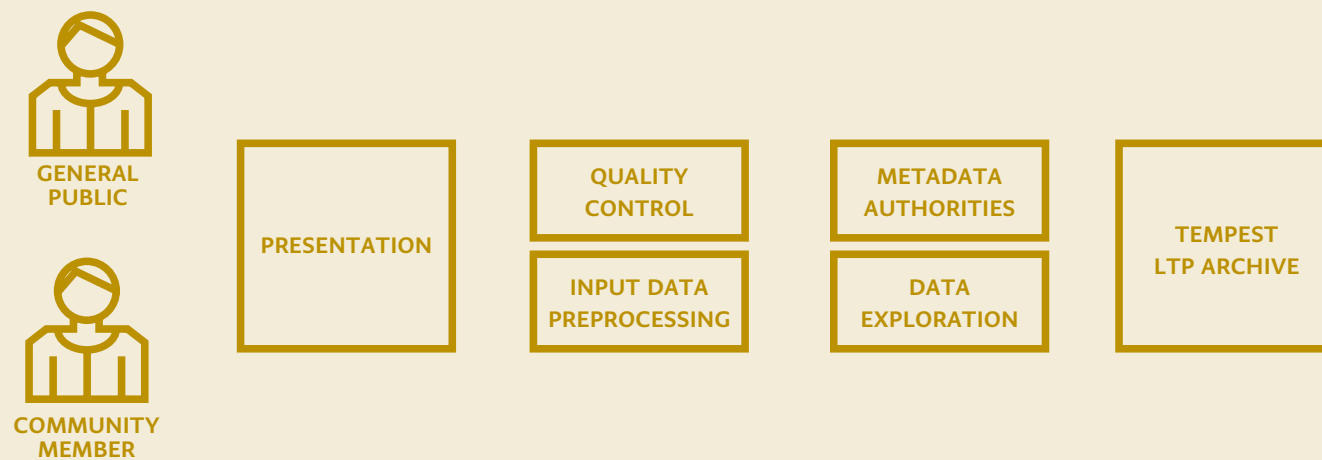 GENERAL
PUBLIC
COMMUNITY
MEMBER
PRESENTATION
QUALITY
CONTROL
INPUT DATA
PREPROCESSING
METADATA
AUTHORITIES
DATA
EXPLORATION
TEMPEST
LTP ARCHIVE